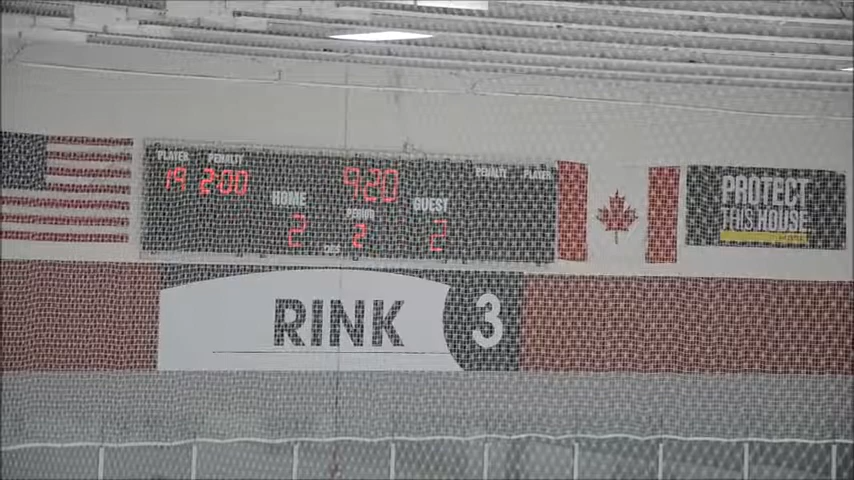 PLAYER PENALTY
19 2:00
HOME
2
9:20
PERIOD
2
GUEST
2
PENALTY PLAYER
PROTECT
THIS HOUSE
RINK 3